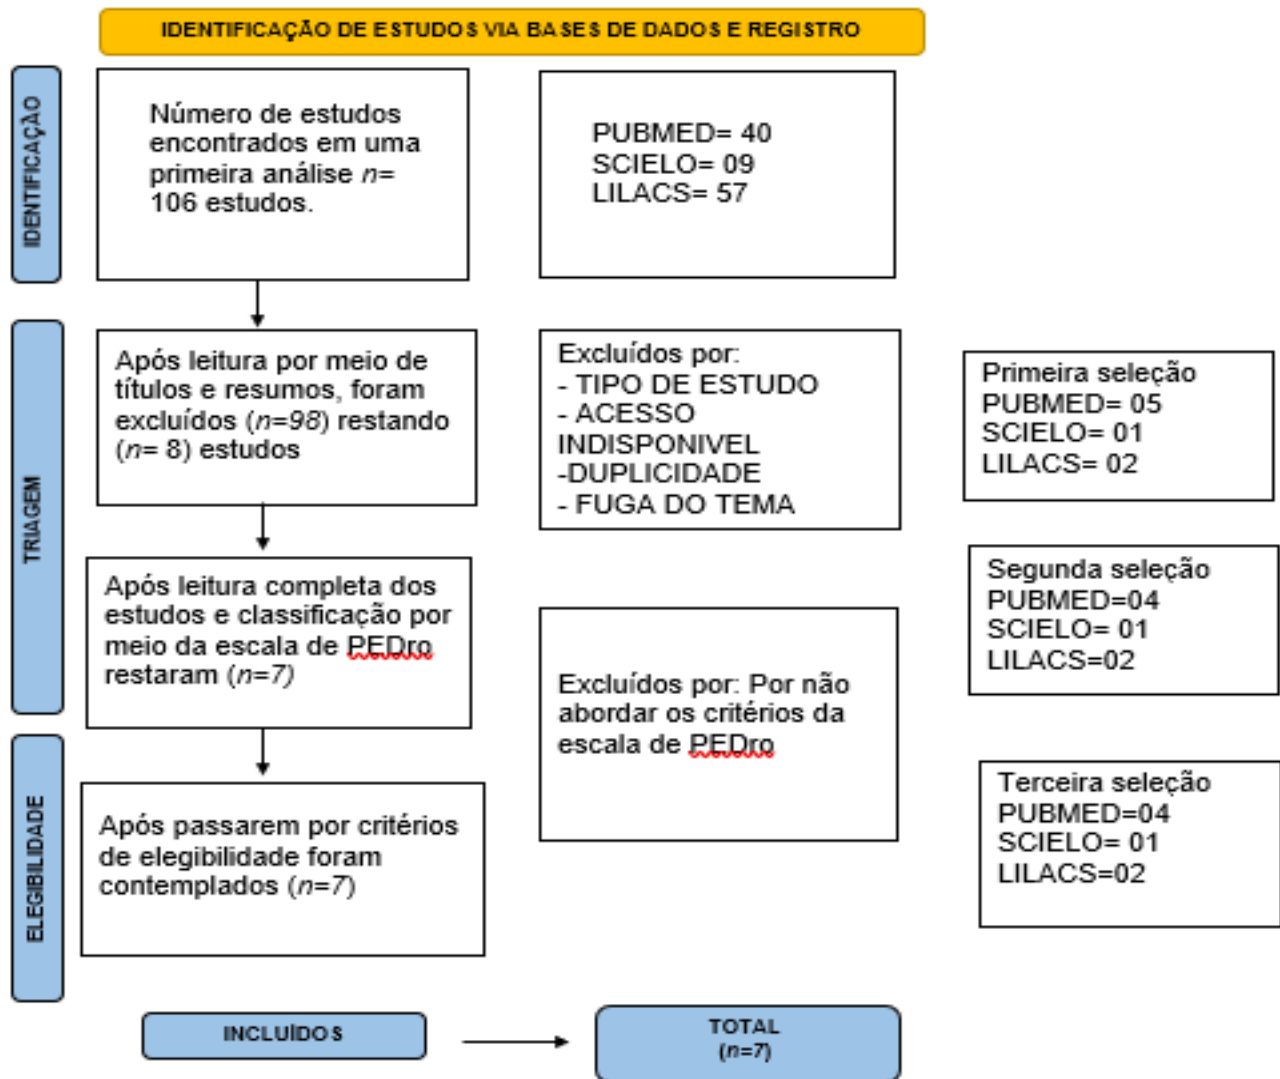 IDENTIFICAÇÃO DE ESTUDOS VIA BASES DE DADOS E REGISTRO
IDENTIFICAÇÃO
Número de estudos
encontrados em uma
primeira análise n=
106 estudos.
PUBMED= 40
SCIELO= 09
LILACS= 57
TRIAGEM
Após leitura por meio de
títulos e resumos, foram
excluídos (n=98) restando
(n= 8) estudos
Excluídos por:
- TIPO DE ESTUDO
- ACESSO
INDISPONIVEL
-DUPLICIDADE
- FUGA DO TEMA
Primeira seleção
PUBMED= 05
SCIELO= 01
LILACS= 02
Após leitura completa dos
estudos e classificação por
meio da escala de PEDro
restaram (n=7)
Excluídos por: Por não
abordar os critérios da
escala de PEDro
Segunda seleção
PUBMED=04
SCIELO= 01
LILACS=02
ELEGIBILIDADE
Após passarem por critérios
de elegibilidade foram
contemplados (n=7)
Terceira seleção
PUBMED=04
SCIELO= 01
LILACS=02
INCLUÍDOS
TOTAL
(n=7)